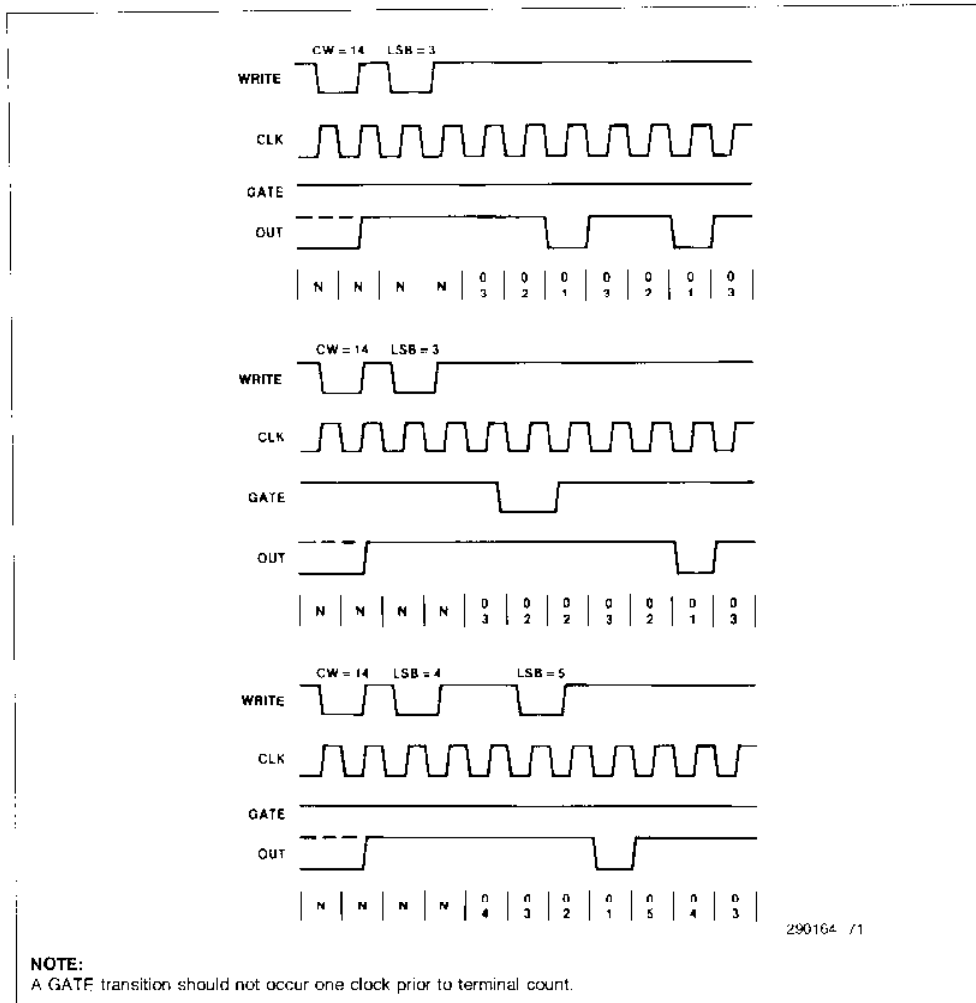 CW = 14 LSB = 3
WRITE
CLK
GATE
OUT
N N N N 0 0 0 0 0 0 0
3 2 1 3 2 1 3
CW = 14 LSB = 3
WRITE
CLK
GATE
OUT
N N N N 0 0 0 0 0 0 0
3 2 2 3 2 1 3
CW = 14 LSB = 4 LSB = 5
WRITE
CLK
GATE
OUT
N N N N 0 0 0 0 0 0 0
4 3 2 1 5 4 3
290164 /1
NOTE:
A GATE transition should not occur one clock prior to terminal count.